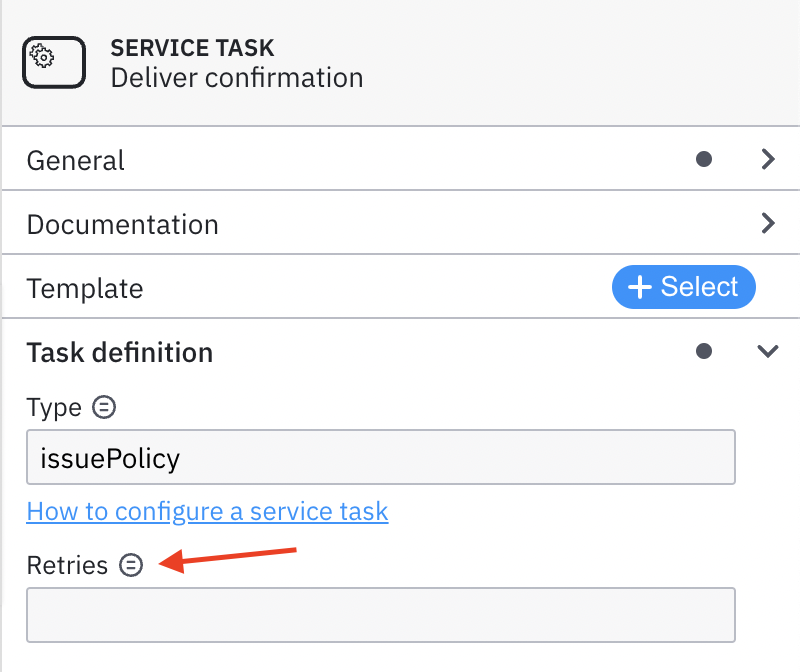 SERVICE TASK
Deliver confirmation
General
Documentation
Template
+ Select
Task definition
Type
issuePolicy
How to configure a service task
Retries